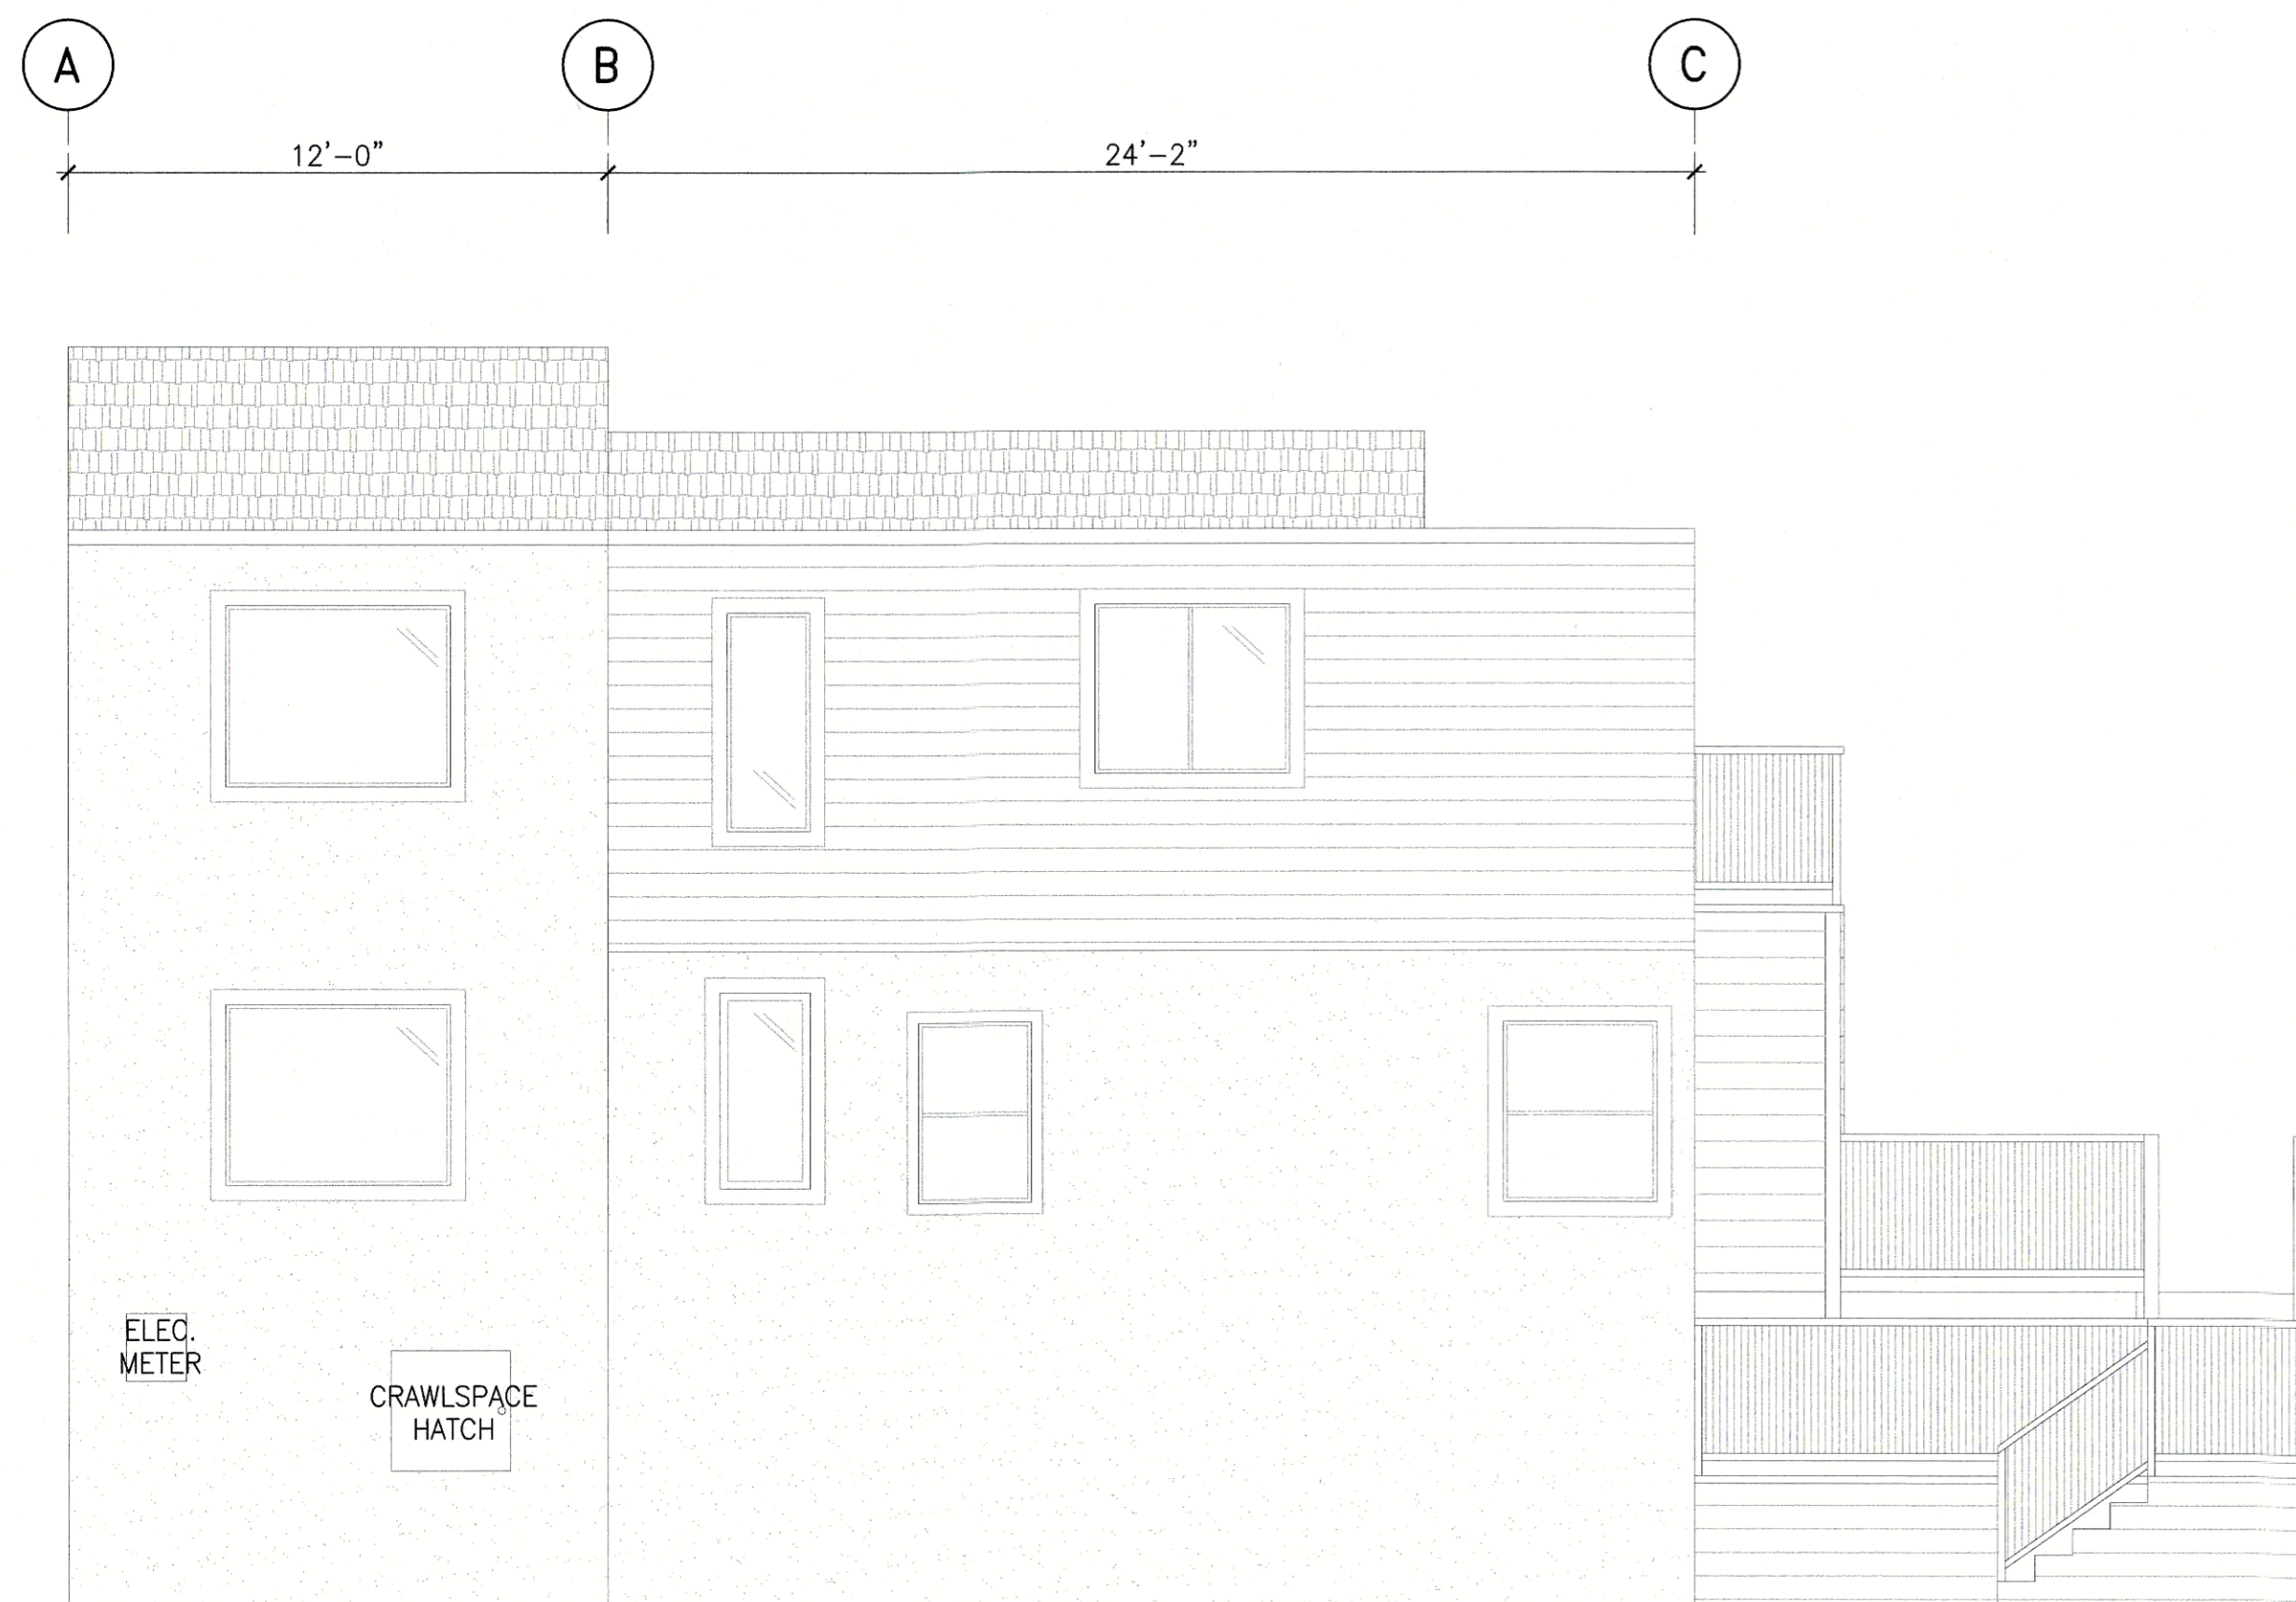 A
B
C
12'-0"
24'-2"
ELEC.
METER
CRAWLSPACE
HATCH